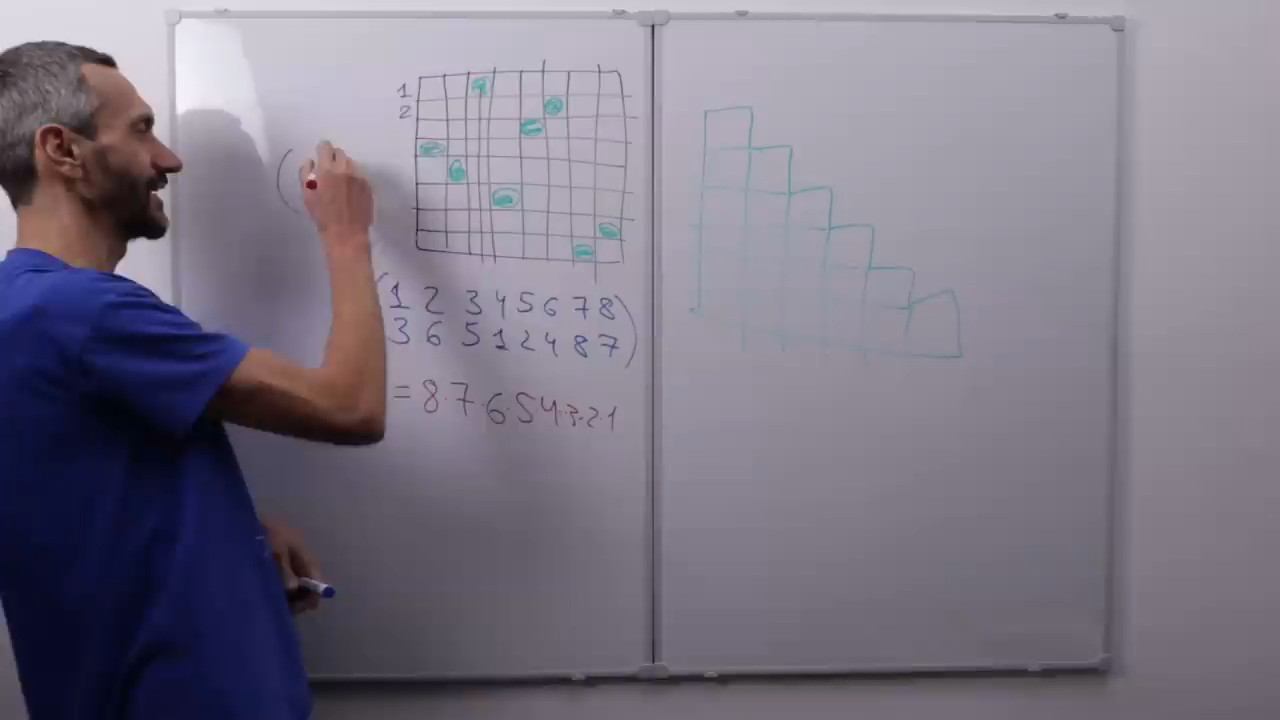 1
2
(
(1 2 3 4 5 6 7 8)
3 6 5 1 2 4 8 7
= 8·7·6·5·4·3·2·1